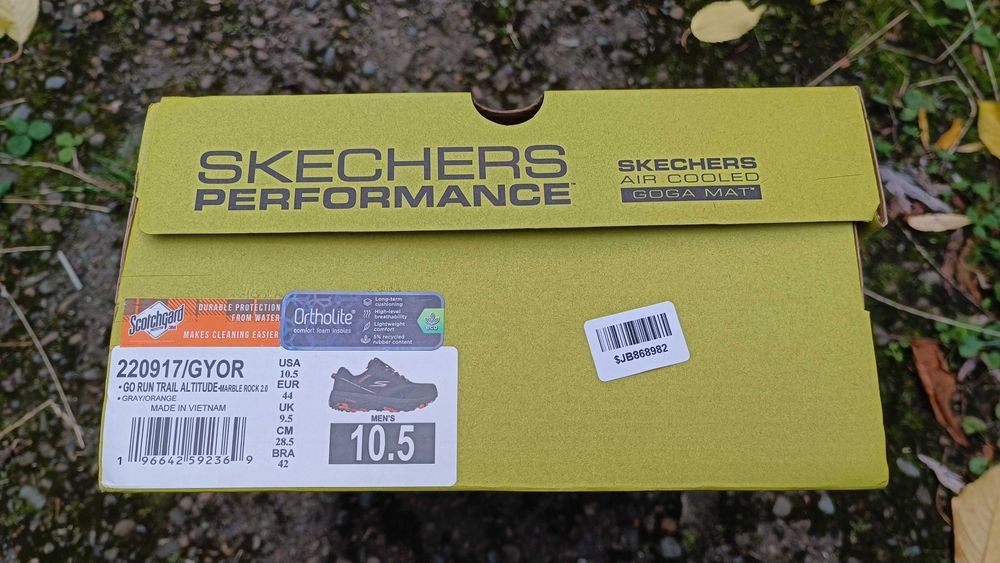 SKECHERS
PERFORMANCE™
SKECHERS
AIR COOLED
GOGA MAT™
Scotchgard
3M
DURABLE PROTECTION
FROM WATER
MAKES CLEANING EASIER
Ortholite®
comfort foam insoles
Long-term
cushioning
High-level
breathability
Lightweight
comfort
5% recycled
rubber content
eco
$JB868982
220917/GYOR
• GO RUN TRAIL ALTITUDE-MARBLE ROCK 2.0
• GRAY/ORANGE
MADE IN VIETNAM
1 96642 59236 9
USA
10.5
EUR
44
UK
9.5
CM
28.5
BRA
42
MEN'S
10.5